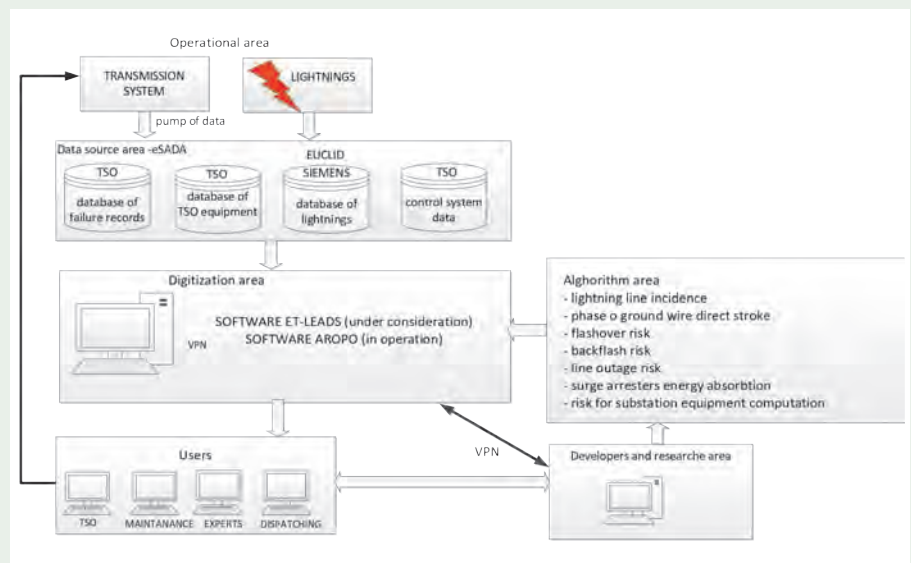 Operational area
TRANSMISSION
SYSTEM
LIGHTNINGS
pump of data
Data source area -eSADA
EUCLID
TSO
TSO
SIEMENS
TSO
database of
failure records
database of
TSO equipment
database of
lightnings
control system
data
Digitization area
VPN
SOFTWARE ET-LEADS (under consideration)
SOFTWARE AROPO (in operation)
Alghorithm area
- lightning line incidence
- phase o ground wire direct stroke
- flashover risk
- backflash risk
- line outage risk
- surge arresters energy absorbtion
- risk for substation equipment computation
VPN
Users
TSO
MAINTANANCE
EXPERTS
DISPATCHING
Developers and researche area